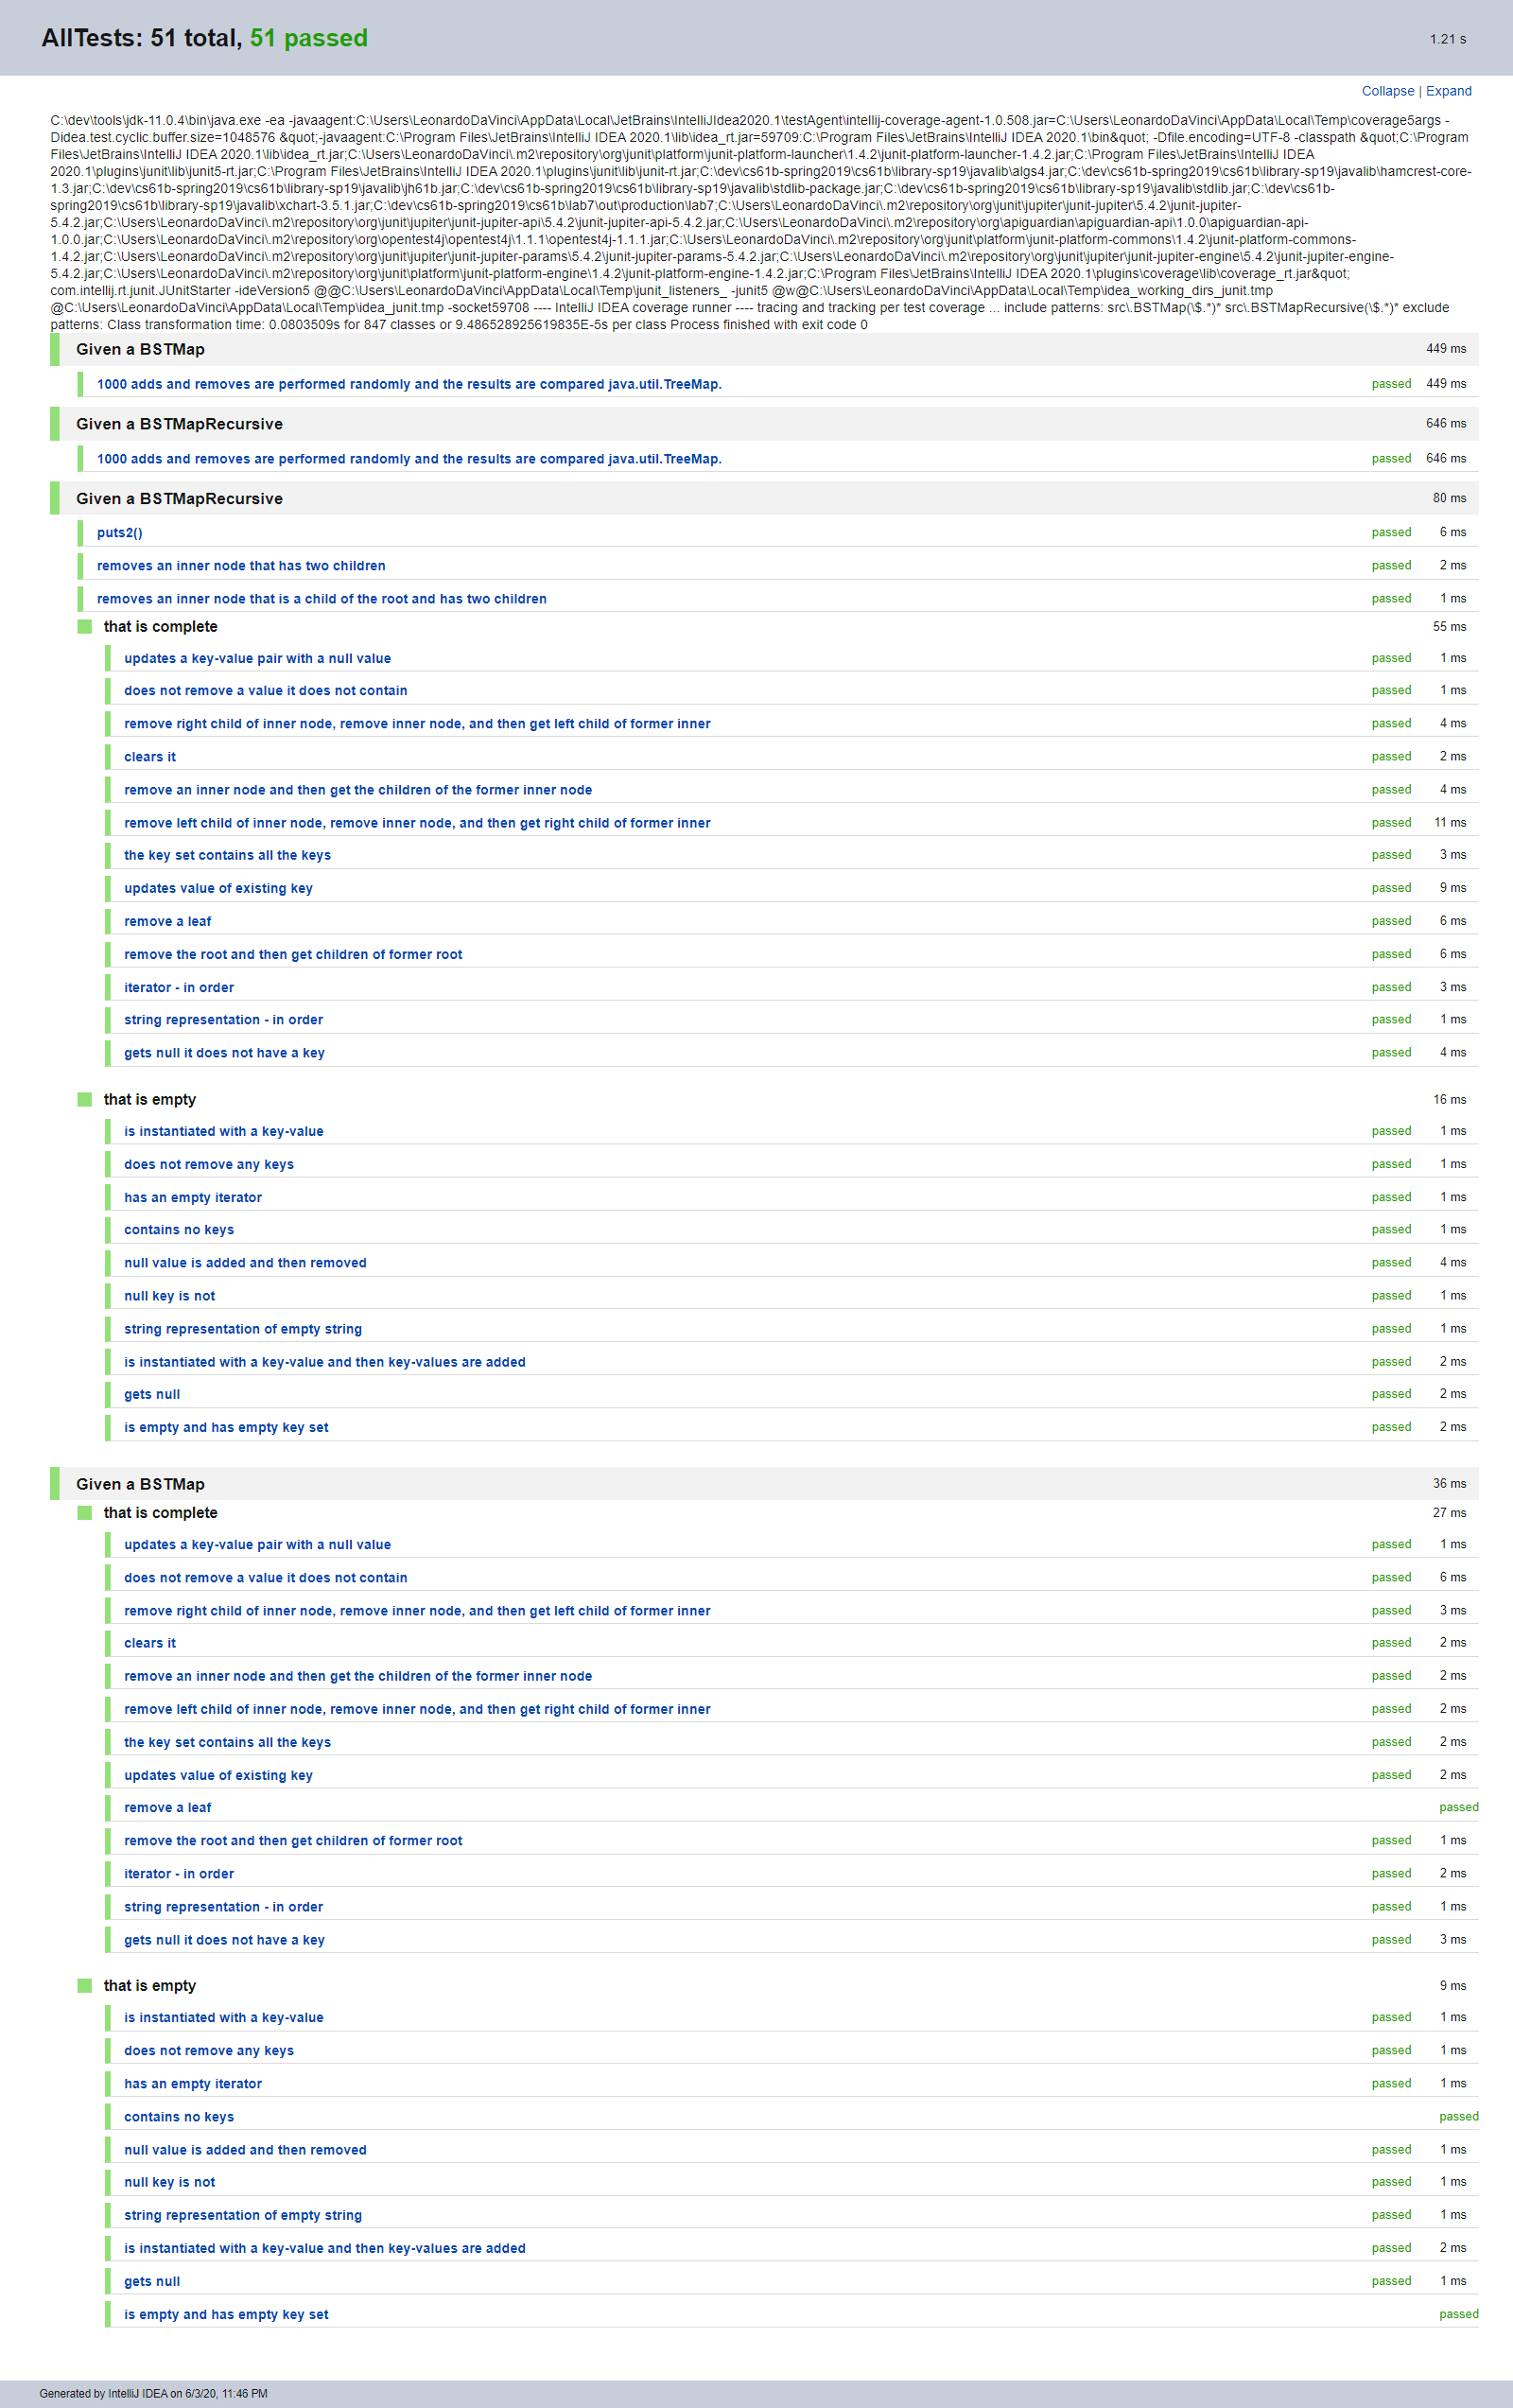 AllTests: 51 total, 51 passed
1.21 s
Collapse | Expand
C:\dev\tools\jdk-11.0.4\bin\java.exe -ea -javaagent:C:\Users\LeonardoDaVinci\AppData\Local\JetBrains\IntelliJIdea2020.1\testAgent\intellij-coverage-agent-1.0.508.jar=C:\Users\LeonardoDaVinci\AppData\Local\Temp\coverage5args -
Didea.test.cyclic.buffer.size=1048576 &quot;-javaagent:C:\Program Files\JetBrains\IntelliJ IDEA 2020.1\lib\idea_rt.jar=59709:C:\Program Files\JetBrains\IntelliJ IDEA 2020.1\bin&quot; -Dfile.encoding=UTF-8 -classpath &quot;C:\Program
Files\JetBrains\IntelliJ IDEA 2020.1\lib\idea_rt.jar;C:\Users\LeonardoDaVinci\.m2\repository\org\junit\platform\junit-platform-launcher\1.4.2\junit-platform-launcher-1.4.2.jar;C:\Program Files\JetBrains\IntelliJ IDEA
2020.1\plugins\junit\lib\junit5-rt.jar;C:\Program Files\JetBrains\IntelliJ IDEA 2020.1\plugins\junit\lib\junit-rt.jar;C:\dev\cs61b-spring2019\cs61b\library-sp19\javalib\algs4.jar;C:\dev\cs61b-spring2019\cs61b\library-sp19\javalib\hamcrest-core-
1.3.jar;C:\dev\cs61b-spring2019\cs61b\library-sp19\javalib\jh61b.jar;C:\dev\cs61b-spring2019\cs61b\library-sp19\javalib\stdlib-package.jar;C:\dev\cs61b-spring2019\cs61b\library-sp19\javalib\stdlib.jar;C:\dev\cs61b-
spring2019\cs61b\library-sp19\javalib\xchart-3.5.1.jar;C:\dev\cs61b-spring2019\cs61b\lab7\out\production\lab7;C:\Users\LeonardoDaVinci\.m2\repository\org\junit\jupiter\junit-jupiter\5.4.2\junit-jupiter-
5.4.2.jar;C:\Users\LeonardoDaVinci\.m2\repository\org\junit\jupiter\junit-jupiter-api\5.4.2\junit-jupiter-api-5.4.2.jar;C:\Users\LeonardoDaVinci\.m2\repository\org\apiguardian\apiguardian-api\1.0.0\apiguardian-api-
1.0.0.jar;C:\Users\LeonardoDaVinci\.m2\repository\org\opentest4j\opentest4j\1.1.1\opentest4j-1.1.1.jar;C:\Users\LeonardoDaVinci\.m2\repository\org\junit\platform\junit-platform-commons\1.4.2\junit-platform-commons-
1.4.2.jar;C:\Users\LeonardoDaVinci\.m2\repository\org\junit\jupiter\junit-jupiter-params\5.4.2\junit-jupiter-params-5.4.2.jar;C:\Users\LeonardoDaVinci\.m2\repository\org\junit\jupiter\junit-jupiter-engine\5.4.2\junit-jupiter-engine-
5.4.2.jar;C:\Users\LeonardoDaVinci\.m2\repository\org\junit\platform\junit-platform-engine\1.4.2\junit-platform-engine-1.4.2.jar;C:\Program Files\JetBrains\IntelliJ IDEA 2020.1\plugins\coverage\lib\coverage_rt.jar&quot;
com.intellij.rt.junit.JUnitStarter -ideVersion5 @@C:\Users\LeonardoDaVinci\AppData\Local\Temp\junit_listeners_ -junit5 @w@C:\Users\LeonardoDaVinci\AppData\Local\Temp\idea_working_dirs_junit.tmp
@C:\Users\LeonardoDaVinci\AppData\Local\Temp\idea_junit.tmp -socket59708 ---- IntelliJ IDEA coverage runner ---- tracing and tracking per test coverage ... include patterns: src\.BSTMap(\$.*)* src\.BSTMapRecursive(\$.*)* exclude
patterns: Class transformation time: 0.0803509s for 847 classes or 9.486528925619835E-5s per class Process finished with exit code 0
Given a BSTMap 449 ms
1000 adds and removes are performed randomly and the results are compared java.util.TreeMap. passed 449 ms
Given a BSTMapRecursive 646 ms
1000 adds and removes are performed randomly and the results are compared java.util.TreeMap. passed 646 ms
Given a BSTMapRecursive 80 ms
puts2() passed 6 ms
removes an inner node that has two children passed 2 ms
removes an inner node that is a child of the root and has two children passed 1 ms
that is complete 55 ms
updates a key-value pair with a null value passed 1 ms
does not remove a value it does not contain passed 1 ms
remove right child of inner node, remove inner node, and then get left child of former inner passed 4 ms
clears it passed 2 ms
remove an inner node and then get the children of the former inner node passed 4 ms
remove left child of inner node, remove inner node, and then get right child of former inner passed 11 ms
the key set contains all the keys passed 3 ms
updates value of existing key passed 9 ms
remove a leaf passed 6 ms
remove the root and then get children of former root passed 6 ms
iterator - in order passed 3 ms
string representation - in order passed 1 ms
gets null it does not have a key passed 4 ms
that is empty 16 ms
is instantiated with a key-value passed 1 ms
does not remove any keys passed 1 ms
has an empty iterator passed 1 ms
contains no keys passed 1 ms
null value is added and then removed passed 4 ms
null key is not passed 1 ms
string representation of empty string passed 1 ms
is instantiated with a key-value and then key-values are added passed 2 ms
gets null passed 2 ms
is empty and has empty key set passed 2 ms
Given a BSTMap 36 ms
that is complete 27 ms
updates a key-value pair with a null value passed 1 ms
does not remove a value it does not contain passed 6 ms
remove right child of inner node, remove inner node, and then get left child of former inner passed 3 ms
clears it passed 2 ms
remove an inner node and then get the children of the former inner node passed 2 ms
remove left child of inner node, remove inner node, and then get right child of former inner passed 2 ms
the key set contains all the keys passed 2 ms
updates value of existing key passed 2 ms
remove a leaf passed
remove the root and then get children of former root passed 1 ms
iterator - in order passed 2 ms
string representation - in order passed 1 ms
gets null it does not have a key passed 3 ms
that is empty 9 ms
is instantiated with a key-value passed 1 ms
does not remove any keys passed 1 ms
has an empty iterator passed 1 ms
contains no keys passed
null value is added and then removed passed 1 ms
null key is not passed 1 ms
string representation of empty string passed 1 ms
is instantiated with a key-value and then key-values are added passed 2 ms
gets null passed 1 ms
is empty and has empty key set passed
Generated by IntelliJ IDEA on 6/3/20, 11:46 PM